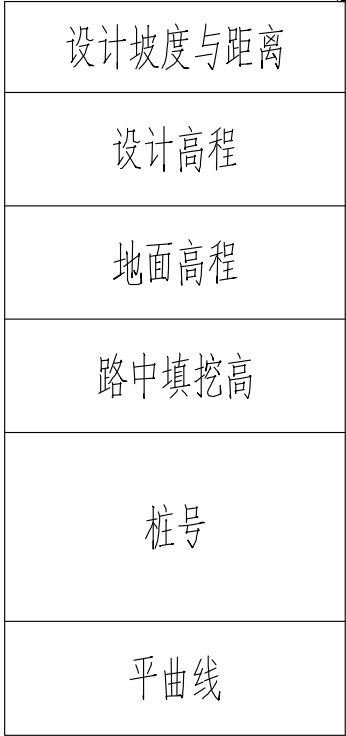 设计坡度与距离
设计高程
地面高程
路中填挖高
桩号
平曲线